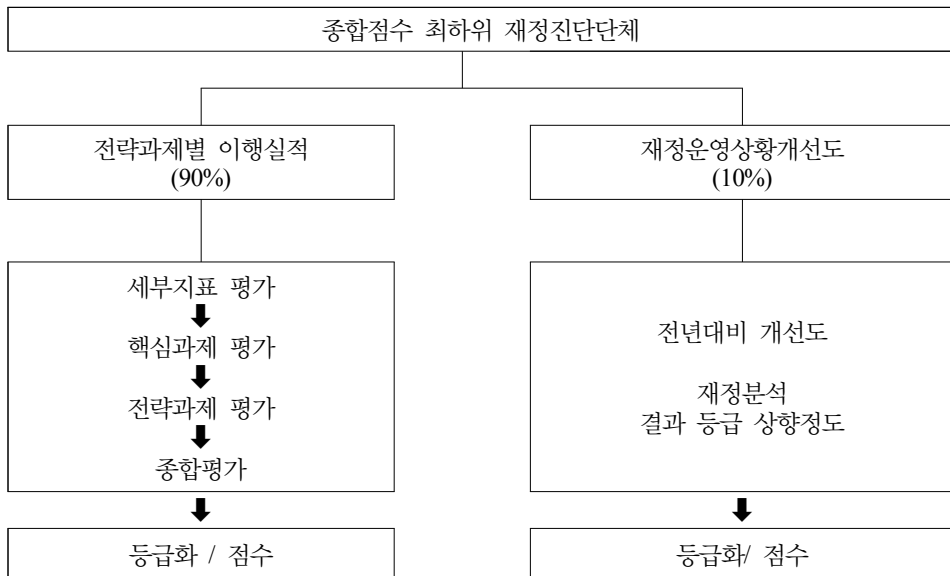 종합점수 최하위 재정진단단체
전략과제별 이행실적
(90%)
세부지표 평가
핵심과제 평가
전략과제 평가
종합평가
등급화 / 점수
재정운영상황개선도
(10%)
전년대비 개선도
재정분석
결과 등급 상향정도
등급화/ 점수